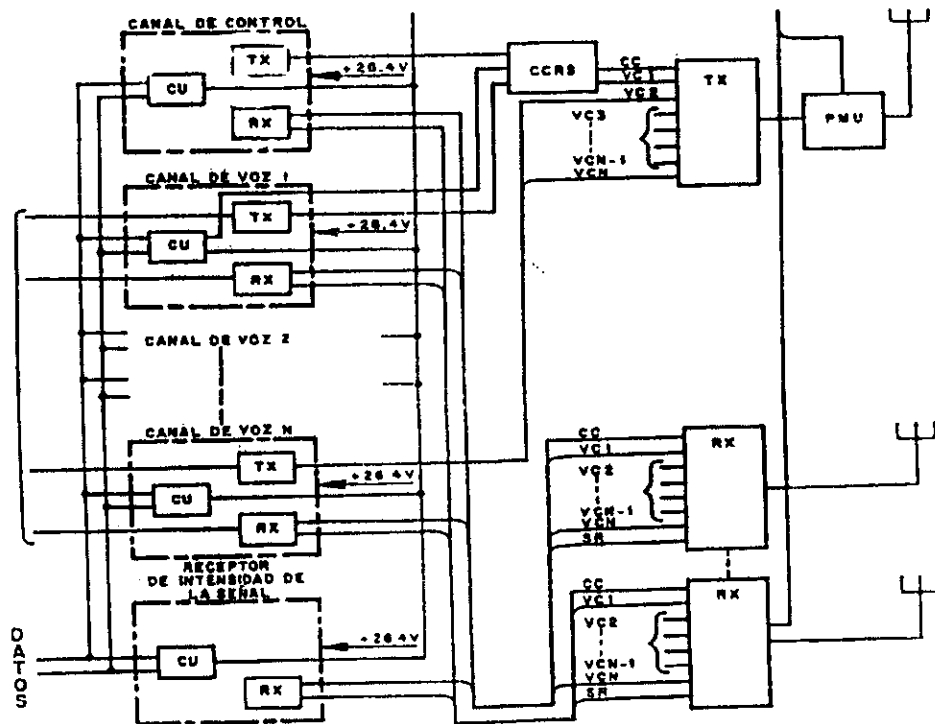 CANAL DE CONTROL
TX
+26.4V
CU
RX
CCRS
CC
VC1
VC2
VC3
VCN-1
VCN
TX
PMU
CANAL DE VOZ 1
TX
+26.4V
CU
RX
CANAL DE VOZ 2
CANAL DE VOZ N
TX
+26.4V
CU
RX
CC
VC1
VC2
VCN-1
VCN
SR
RX
RECEPTOR
DE INTENSIDAD DE
LA SEÑAL
+26.4V
CU
RX
CC
VC1
VC2
VCN-1
VCN
SR
RX
DATOS